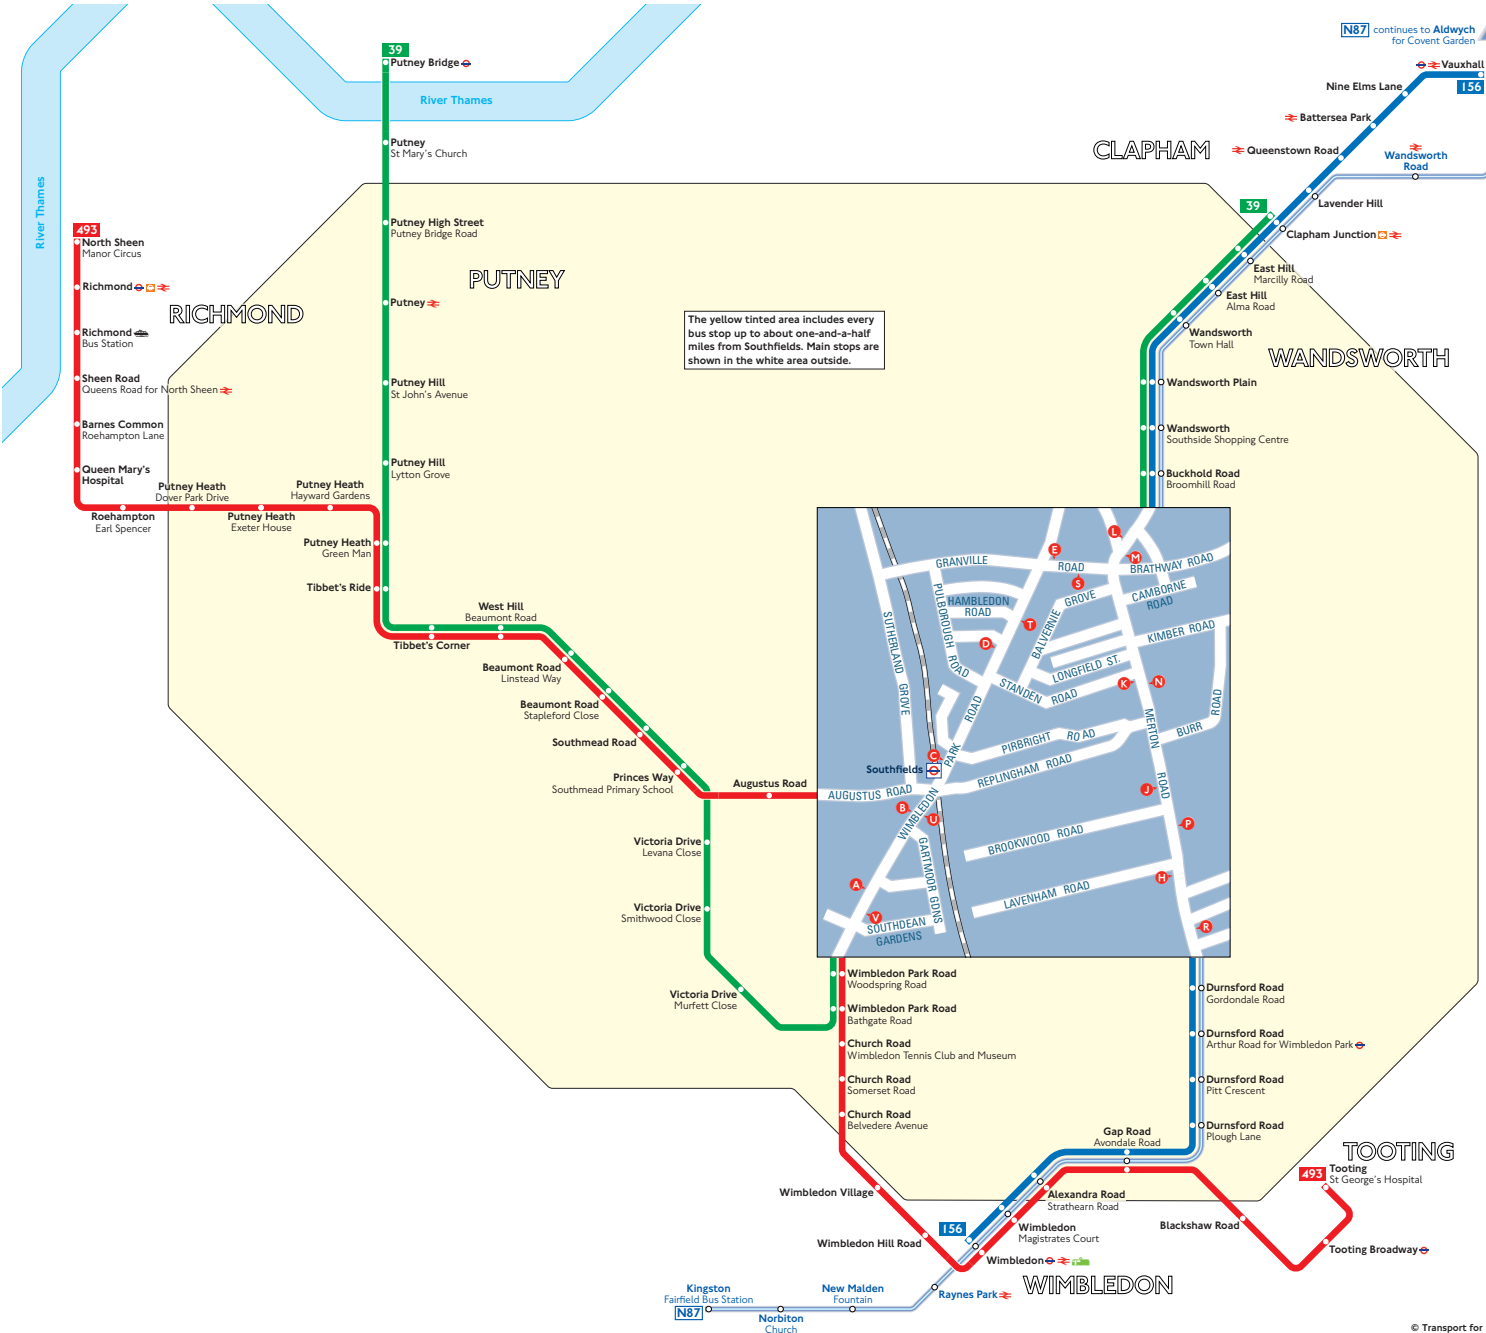 N87 continues to Aldwych
for Covent Garden
39
Putney Bridge
Vauxhall
156
Nine Elms Lane
River Thames
Battersea Park
CLAPHAM
Queenstown Road
Wandsworth
Road
Putney
St Mary's Church
River Thames
Lavender Hill
39
493
North Sheen
Manor Circus
Putney High Street
Putney Bridge Road
Clapham Junction
East Hill
Marcilly Road
PUTNEY
Richmond
East Hill
Alma Road
RICHMOND
Putney
The yellow tinted area includes every
bus stop up to about one-and-a-half
miles from Southfields. Main stops are
shown in the white area outside.
Richmond
Bus Station
Wandsworth
Town Hall
WANDSWORTH
Sheen Road
Queens Road for North Sheen
Putney Hill
St John's Avenue
Wandsworth Plain
Barnes Common
Roehampton Lane
Wandsworth
Southside Shopping Centre
Queen Mary's
Hospital
Putney Hill
Lytton Grove
Buckhold Road
Broomhill Road
Putney Heath
Dover Park Drive
Putney Heath
Hayward Gardens
Roehampton
Earl Spencer
Putney Heath
Exeter House
Putney Heath
Green Man
Tibbet's Ride
West Hill
Beaumont Road
Tibbet's Corner
Beaumont Road
Linstead Way
Beaumont Road
Stapleford Close
Southmead Road
Princes Way
Southmead Primary School
Augustus Road
Victoria Drive
Levana Close
Victoria Drive
Smithwood Close
Victoria Drive
Murfett Close
L
E
M
S
T
D
K
N
C
J
B
U
P
A
H
V
R
GRANVILLE
ROAD
BRATHWAY ROAD
PULBOROUGH ROAD
HAMBLEDON
ROAD
BALVERNIE
GROVE
CAMBORNE
ROAD
SUTHERLAND
GROVE
KIMBER ROAD
LONGFIELD ST.
STANDEN
ROAD
MERTON
ROAD
BURR
ROAD
PIRBRIGHT
ROAD
REPLINGHAM ROAD
Southfields
AUGUSTUS ROAD
WIMBLEDON
PARK
ROAD
BROOKWOOD ROAD
GARTMOOR GDNS
LAVENHAM ROAD
SOUTHDEAN
GARDENS
Wimbledon Park Road
Woodspring Road
Wimbledon Park Road
Bathgate Road
Church Road
Wimbledon Tennis Club and Museum
Church Road
Somerset Road
Church Road
Belvedere Avenue
Durnsford Road
Gordondale Road
Durnsford Road
Arthur Road for Wimbledon Park
Durnsford Road
Pitt Crescent
Durnsford Road
Plough Lane
Gap Road
Avondale Road
TOOTING
493
Tooting
St George's Hospital
Wimbledon Village
Alexandra Road
Strathearn Road
Blackshaw Road
156
Wimbledon
Magistrates Court
Wimbledon Hill Road
Tooting Broadway
Wimbledon
WIMBLEDON
Raynes Park
Kingston
Fairfield Bus Station
N87
New Malden
Fountain
Norbiton
Church
© Transport for